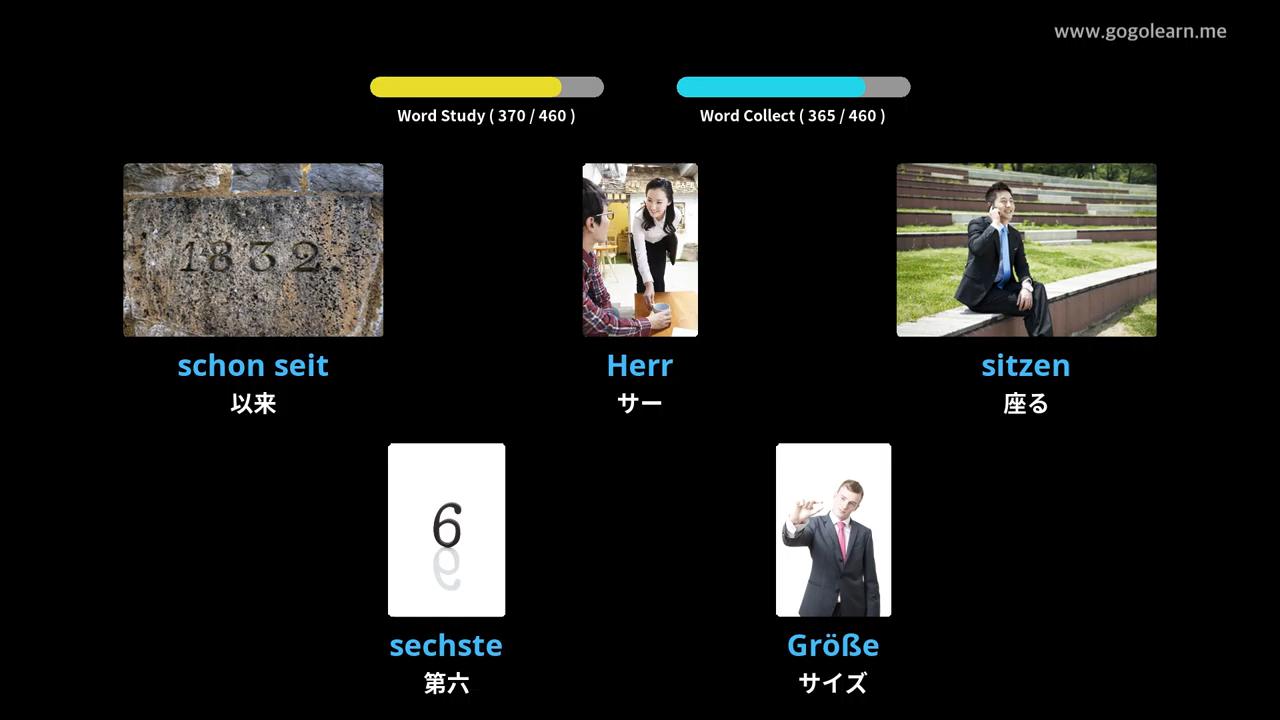 www.gogolearn.me
Word Study ( 370 / 460 )
Word Collect ( 365 / 460 )
1832.
schon seit
以来
Herr
サー
sitzen
座る
6
sechste
第六
Größe
サイズ